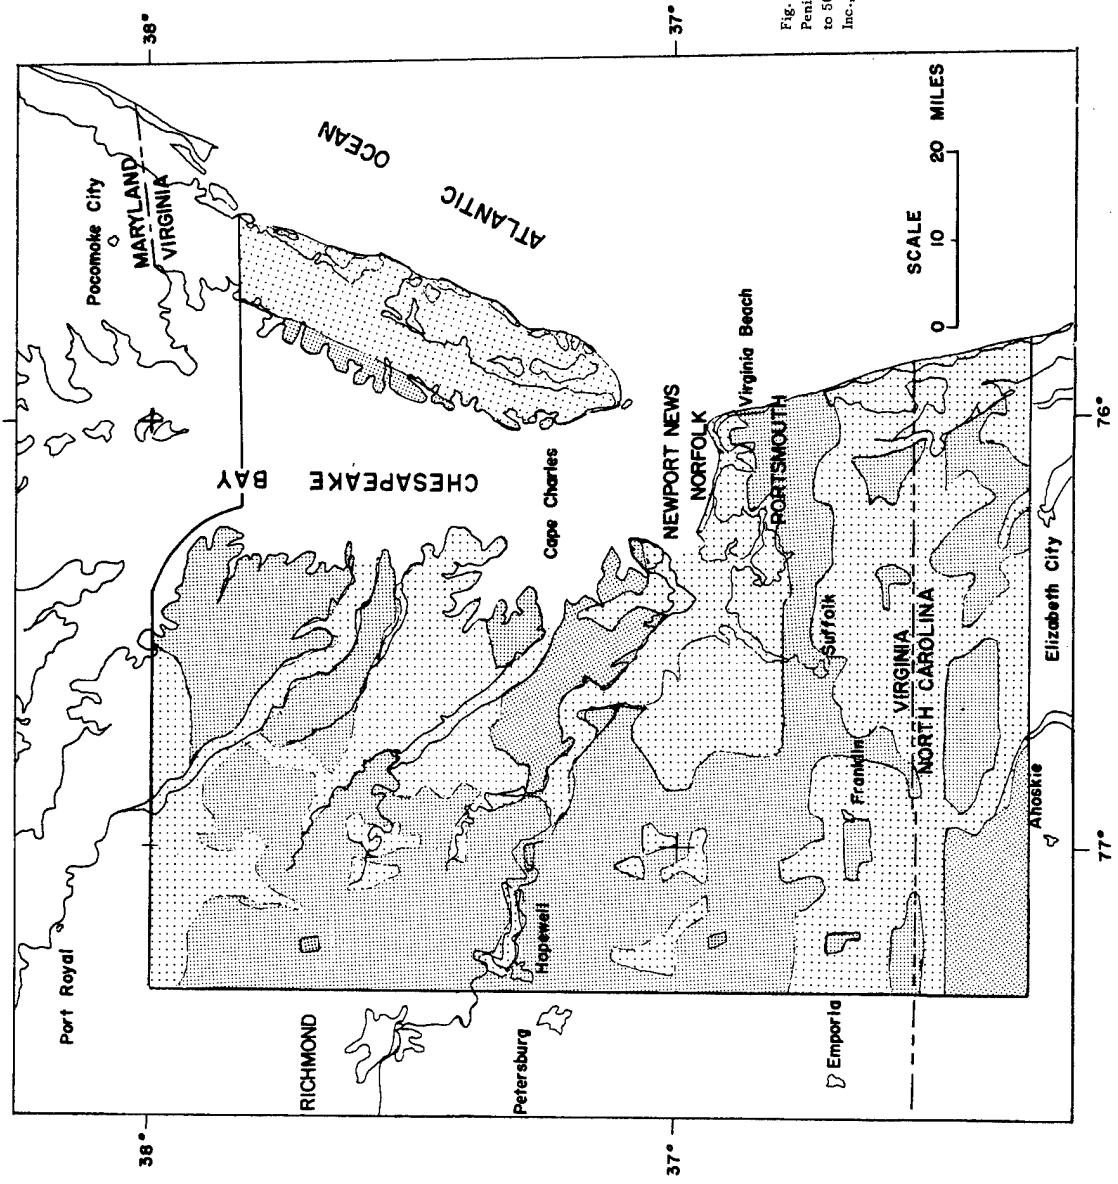 38°
37°
Fig.
Peni
to 50
Inc.,
Pocomoke City
MARYLAND
VIRGINIA
ATLANTIC
OCEAN
Port Royal
CHESAPEAKE
BAY
RICHMOND
Cape Charles
NEWPORT NEWS
NORFOLK
Virginia Beach
PORTSMOUTH
Hopewell
Petersburg
Suffolk
Franklin
Emporia
VIRGINIA
NORTH CAROLINA
Elizabeth City
Ahoskie
SCALE
0 10 20 MILES
76°
77°
38°
37°